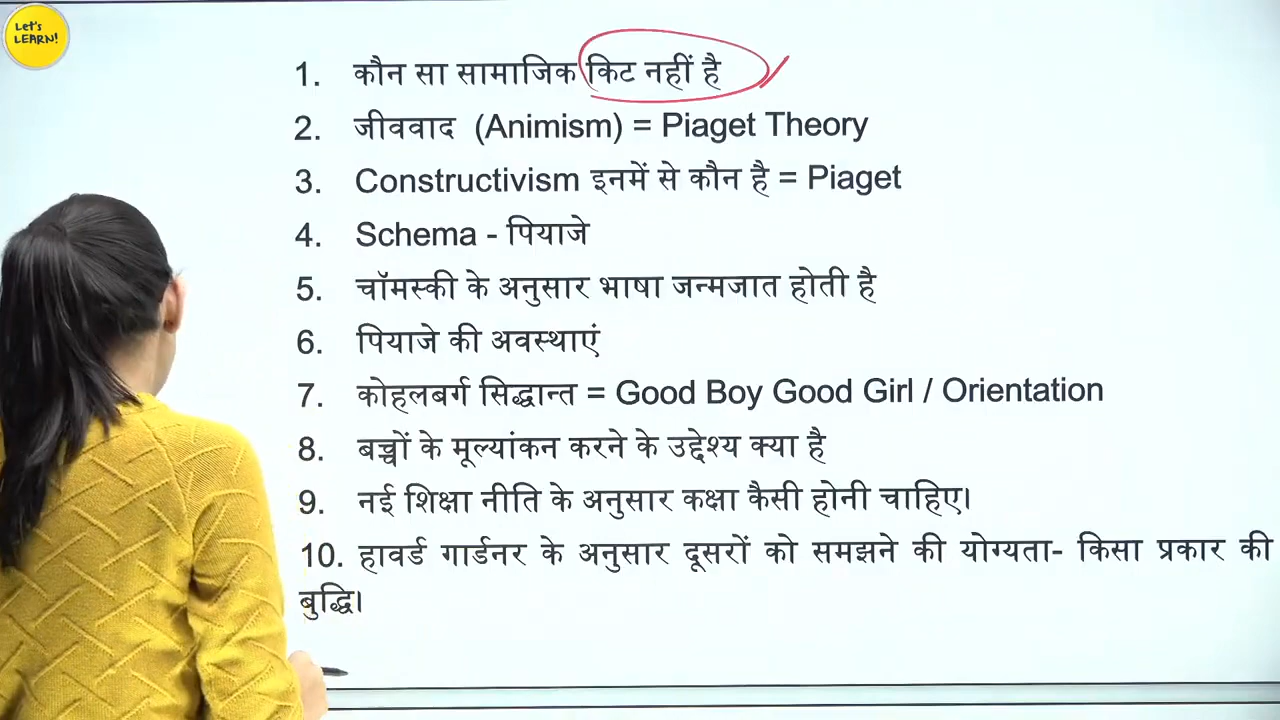 Let's
LEARN!
1. कौन सा सामाजिक किट नहीं है
2. जीववाद (Animism) = Piaget Theory
3. Constructivism इनमें से कौन है = Piaget
4. Schema - पियाजे
5. चॉमस्की के अनुसार भाषा जन्मजात होती है
6. पियाजे की अवस्थाएं
7. कोहलबर्ग सिद्धान्त = Good Boy Good Girl / Orientation
8. बच्चों के मूल्यांकन करने के उद्देश्य क्या है
9. नई शिक्षा नीति के अनुसार कक्षा कैसी होनी चाहिए।
10. हावर्ड गार्डनर के अनुसार दूसरों को समझने की योग्यता- किसा प्रकार की
बुद्धि।